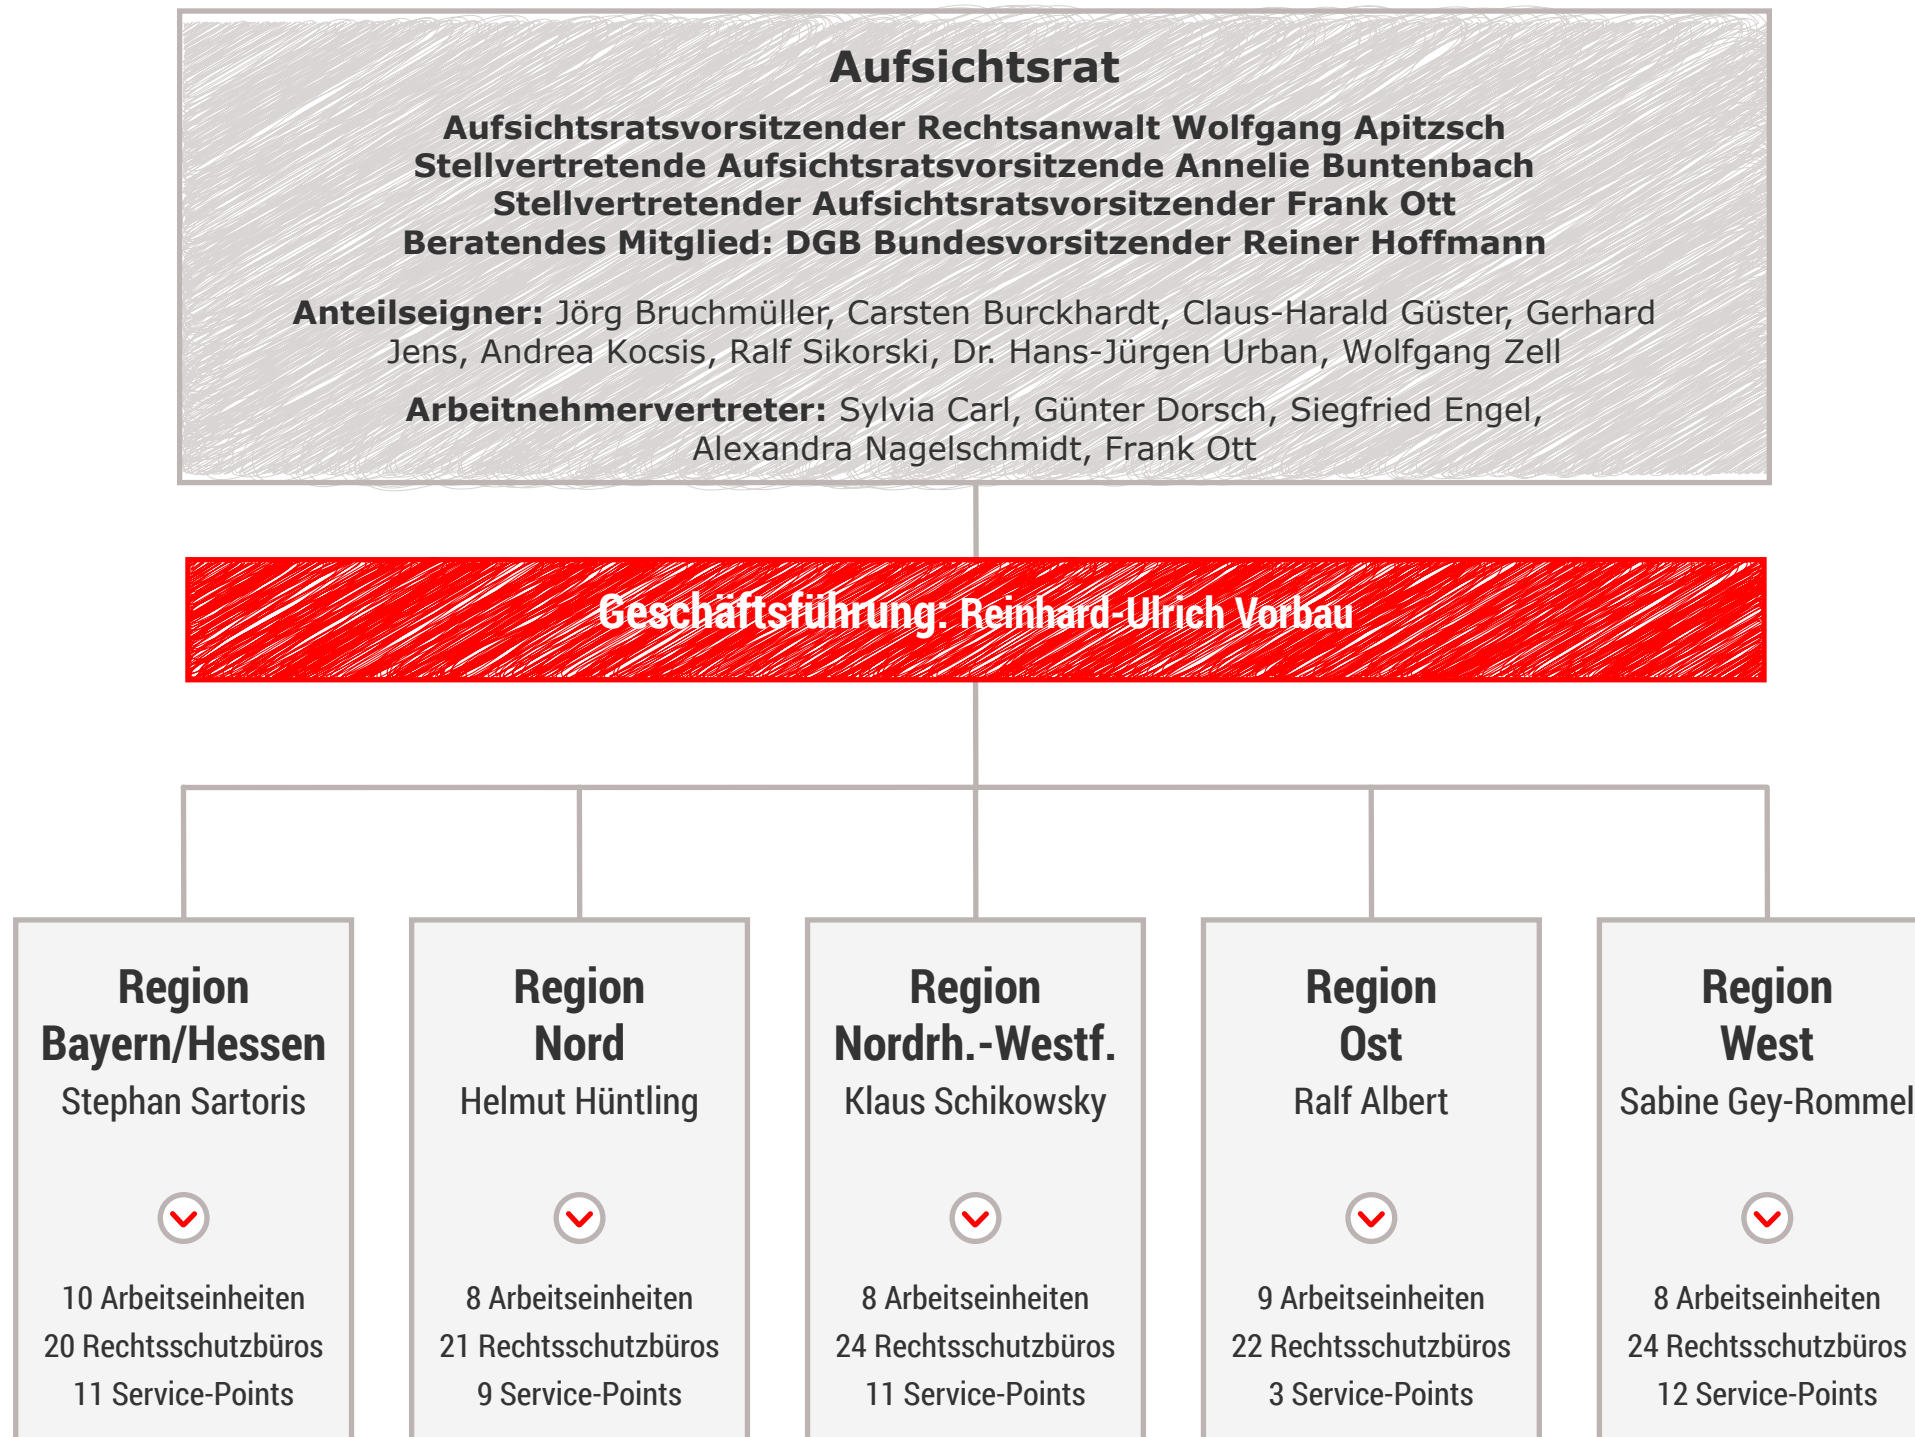 Aufsichtsrat
Aufsichtsratsvorsitzender Rechtsanwalt Wolfgang Apitzsch
Stellvertretende Aufsichtsratsvorsitzende Annelie Buntenbach
Stellvertretender Aufsichtsratsvorsitzender Frank Ott
Beratendes Mitglied: DGB Bundesvorsitzender Reiner Hoffmann
Anteilseigner: Jörg Bruchmüller, Carsten Burckhardt, Claus-Harald Güster, Gerhard
Jens, Andrea Kocsis, Ralf Sikorski, Dr. Hans-Jürgen Urban, Wolfgang Zell
Arbeitnehmervertreter: Sylvia Carl, Günter Dorsch, Siegfried Engel,
Alexandra Nagelschmidt, Frank Ott
Geschäftsführung: Reinhard-Ulrich Vorbau
Region
Bayern/Hessen
Stephan Sartoris
10 Arbeitseinheiten
20 Rechtsschutzbüros
11 Service-Points
Region
Nord
Helmut Hüntling
8 Arbeitseinheiten
21 Rechtsschutzbüros
9 Service-Points
Region
Nordrh.-Westf.
Klaus Schikowsky
8 Arbeitseinheiten
24 Rechtsschutzbüros
11 Service-Points
Region
Ost
Ralf Albert
9 Arbeitseinheiten
22 Rechtsschutzbüros
3 Service-Points
Region
West
Sabine Gey-Rommel
8 Arbeitseinheiten
24 Rechtsschutzbüros
12 Service-Points